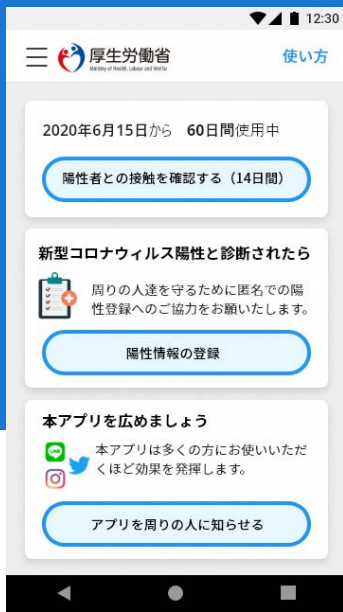 12:30
厚生労働省
Ministry of Health, Labour and Welfare
使い方
2020年6月15日から 60日間使用中
陽性者との接触を確認する（14日間）
新型コロナウィルス陽性と診断されたら
周りの人達を守るために匿名での陽
性登録へのご協力をお願いたします。
陽性情報の登録
本アプリを広めましょう
LINE
本アプリは多くの方にお使いいただ
くほど効果を発揮します。
アプリを周りの人に知らせる